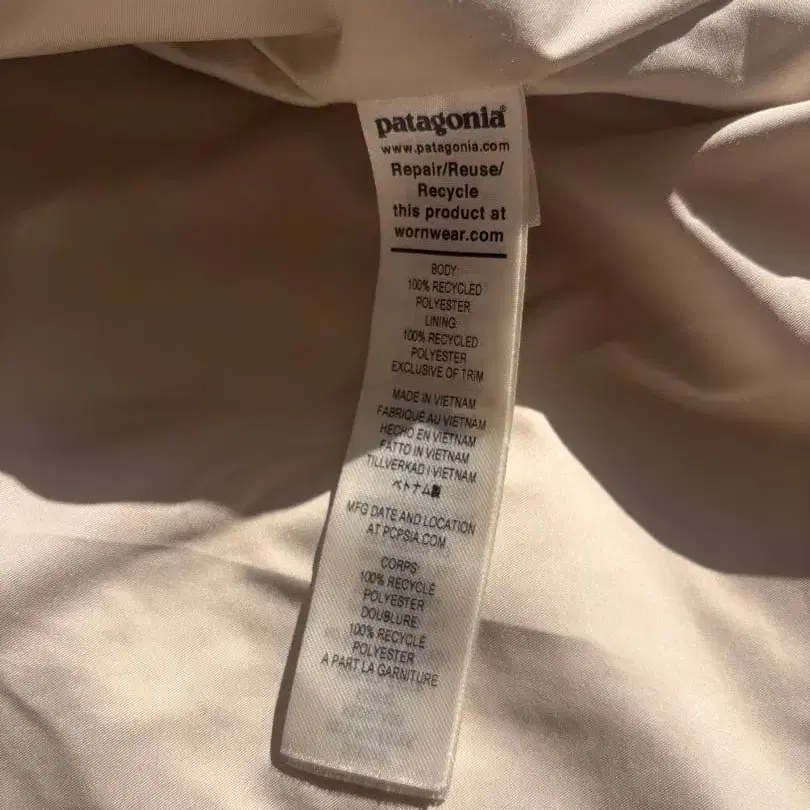 patagonia®
www.patagonia.com
Repair/Reuse/
Recycle
this product at
wornwear.com
BODY:
100% RECYCLED
POLYESTER
LINING:
100% RECYCLED
POLYESTER
EXCLUSIVE OF TRIM
MADE IN VIETNAM
FABRIQUÉ AU VIETNAM
HECHO EN VIETNAM
FATTO IN VIETNAM
TILLVERKAD I VIETNAM
ベトナム製
MFG DATE AND LOCATION
AT PCPSIA.COM
CORPS:
100% RECYCLÉ
POLYESTER
DOUBLURE:
100% RECYCLÉ
POLYESTER
À PART LA GARNITURE